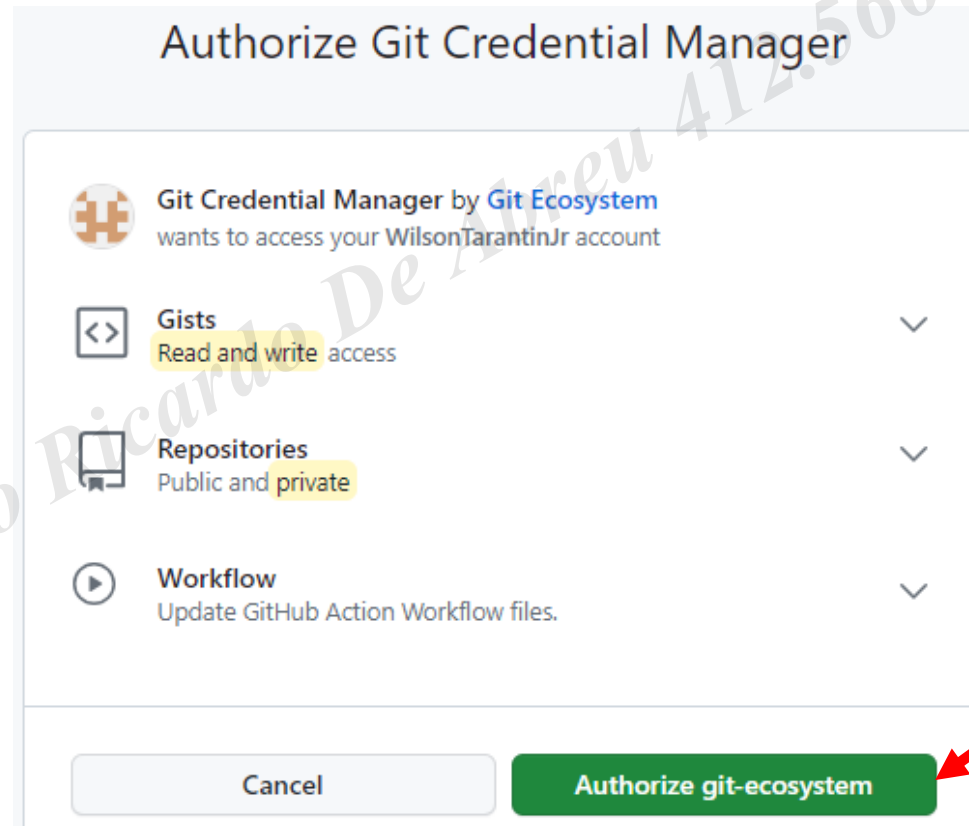 Authorize Git Credential Manager
Git Credential Manager by Git Ecosystem
wants to access your WilsonTarantinJr account
Gists
Read and write access
Repositories
Public and private
Workflow
Update GitHub Action Workflow files.
Cancel
Authorize git-ecosystem
Ricardo De Abreu